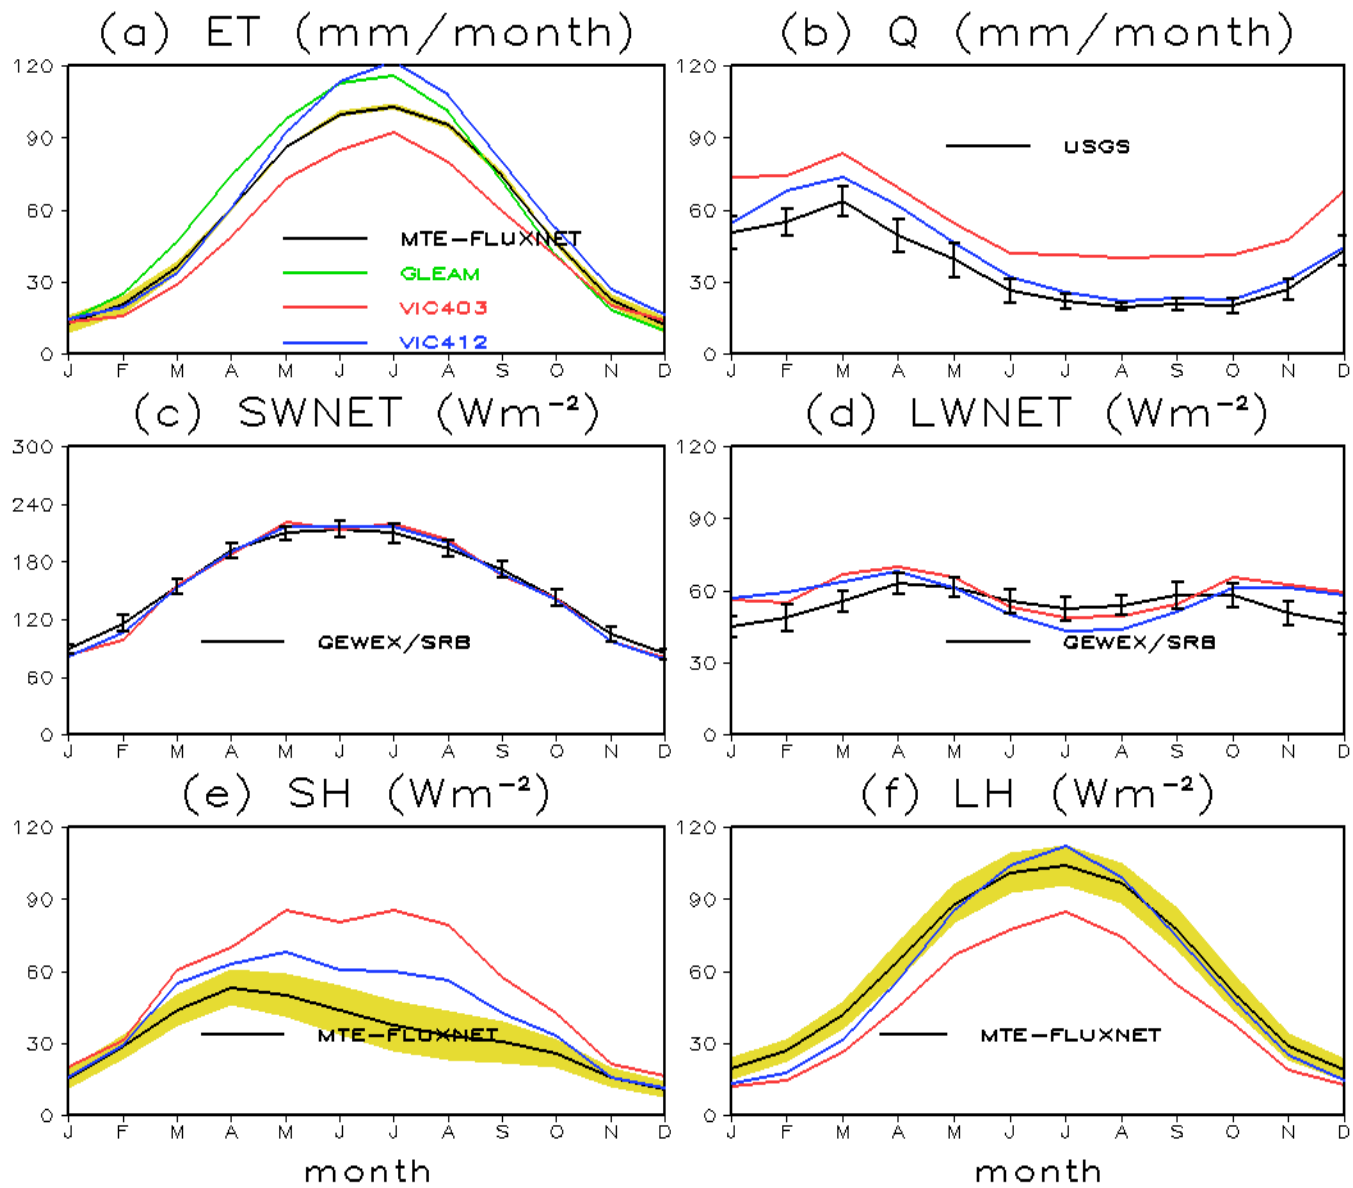 (a) ET (mm/month)
120
90
60
30
0
MTE-FLUXNET
GLEAM
VIC403
VIC412
J F M A M J J A S O N D
(b) Q (mm/month)
120
90
60
30
0
USGS
J F M A M J J A S O N D
(c) SWNET (Wm⁻²)
300
240
180
120
60
0
GEWEX/SRB
J F M A M J J A S O N D
(d) LWNET (Wm⁻²)
120
90
60
30
0
GEWEX/SRB
J F M A M J J A S O N D
(e) SH (Wm⁻²)
120
90
60
30
0
MTE-FLUXNET
J F M A M J J A S O N D
month
(f) LH (Wm⁻²)
120
90
60
30
0
MTE-FLUXNET
J F M A M J J A S O N D
month